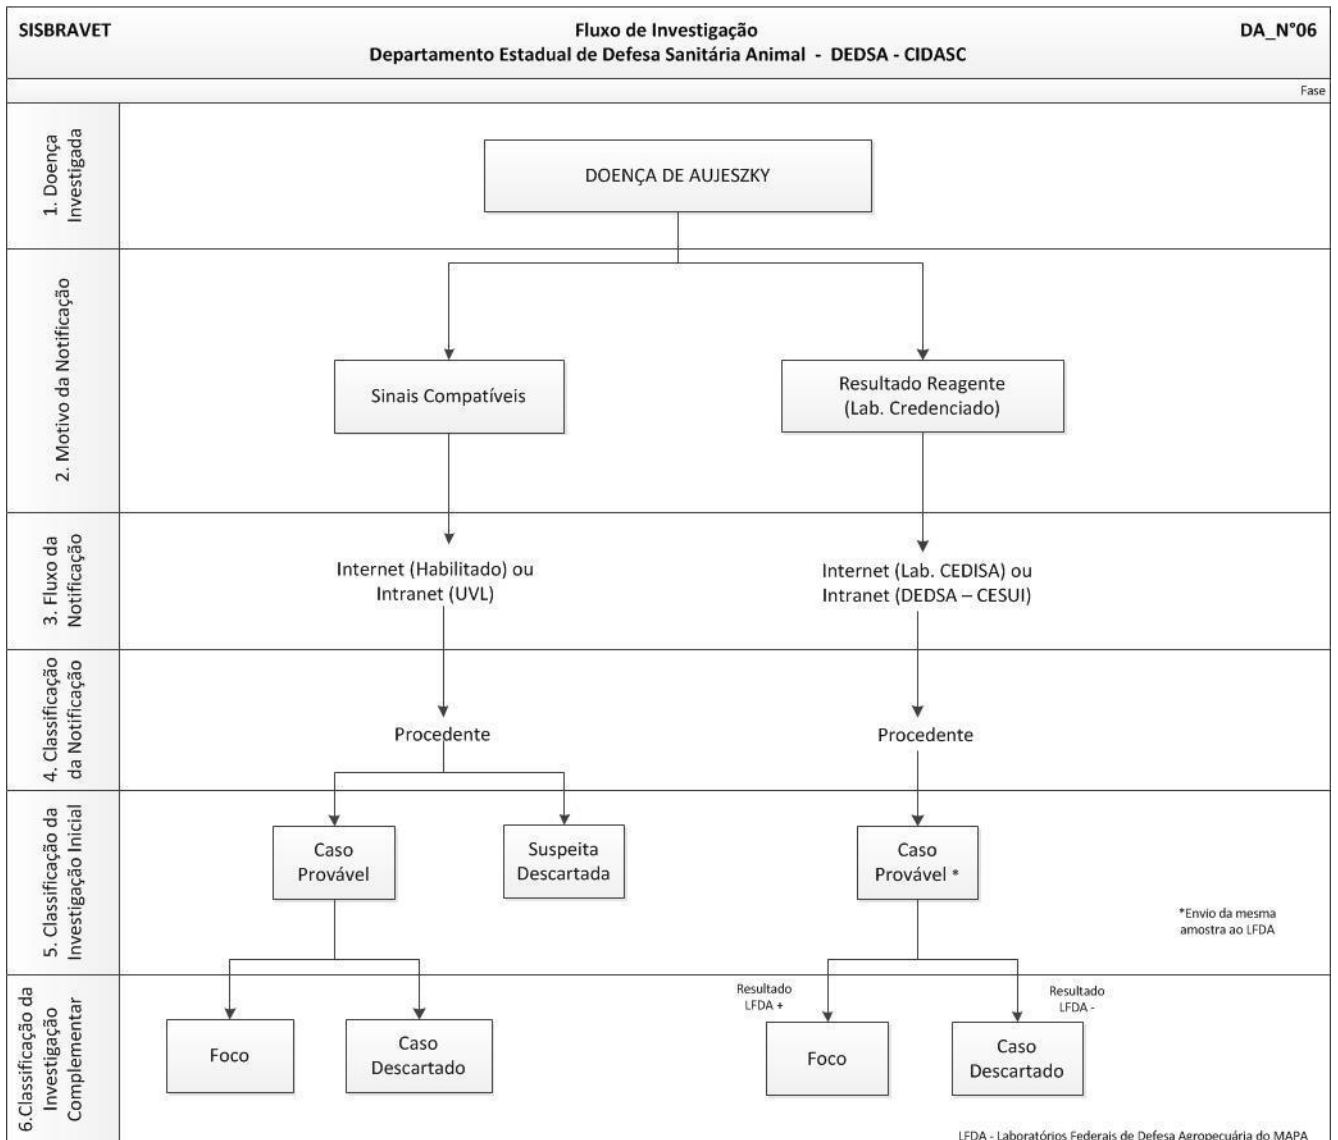 SISBRAVET
Fluxo de Investigação
DA_N°06
Departamento Estadual de Defesa Sanitária Animal - DEDSA - CIDASC
Fase
1. Doença
Investigada
DOENÇA DE AUJESZKY
2. Motivo da Notificação
Sinais Compatíveis
Resultado Reagente
(Lab. Credenciado)
3. Fluxo da
Notificação
Internet (Habilitado) ou
Intranet (UVL)
Internet (Lab. CEDISA) ou
Intranet (DEDSA – CESUI)
4. Classificação
da Notificação
Procedente
Procedente
5. Classificação da
Investigação Inicial
Caso
Provável
Suspeita
Descartada
Caso
Provável *
*Envio da mesma
amostra ao LFDA
6.Classificação da
Investigação
Complementar
Foco
Caso
Descartado
Resultado
LFDA +
Foco
Resultado
LFDA -
Caso
Descartado
LFDA - Laboratórios Federais de Defesa Agropecuária do MAPA